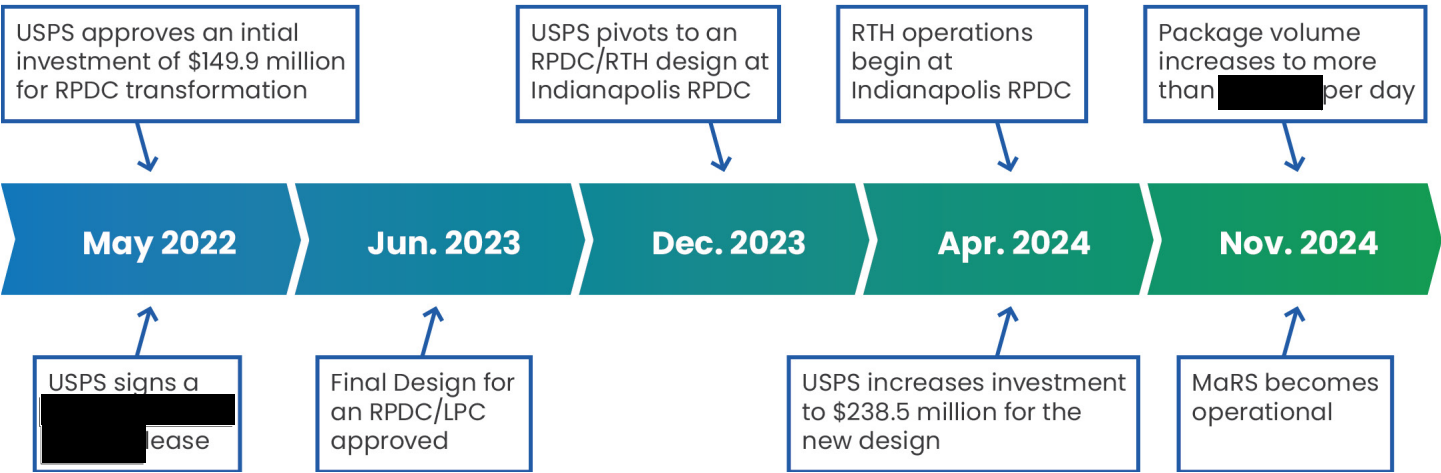 USPS approves an intial
investment of $149.9 million
for RPDC transformation
USPS pivots to an
RPDC/RTH design at
Indianapolis RPDC
RTH operations
begin at
Indianapolis RPDC
Package volume
increases to more
than per day
May 2022
Jun. 2023
Dec. 2023
Apr. 2024
Nov. 2024
USPS signs a
lease
Final Design for
an RPDC/LPC
approved
USPS increases investment
to $238.5 million for the
new design
MaRS becomes
operational